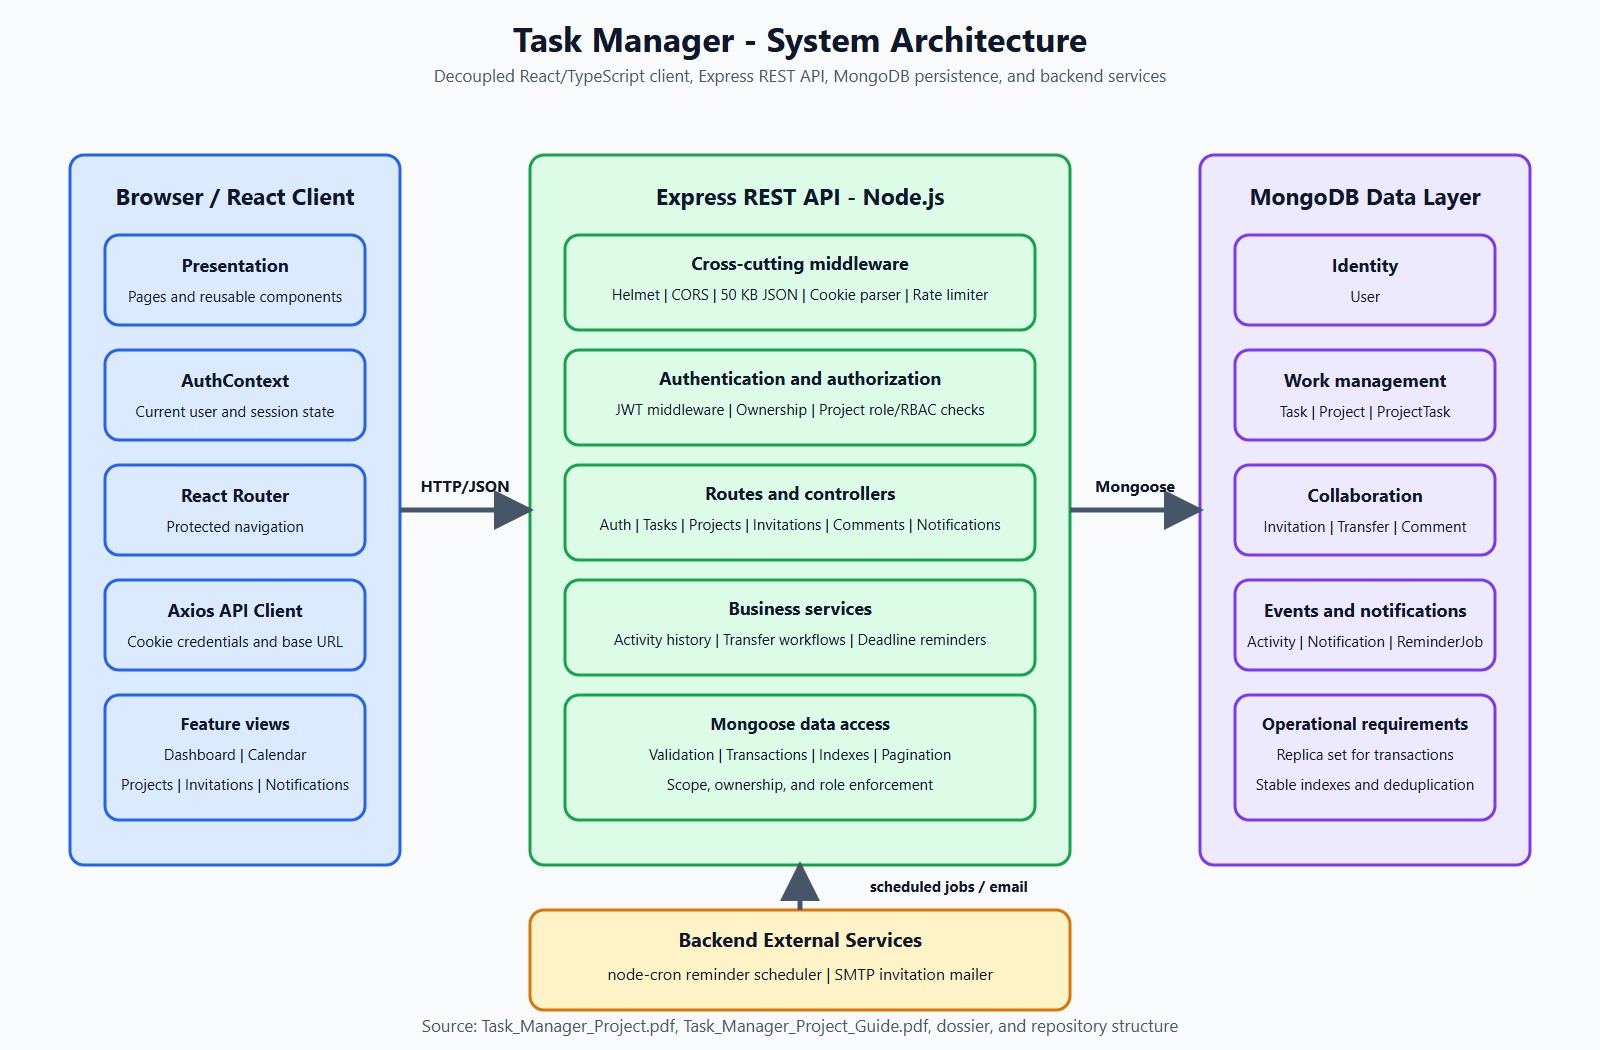 Task Manager - System Architecture
Decoupled React/TypeScript client, Express REST API, MongoDB persistence, and backend services
Browser / React Client
Presentation
Pages and reusable components
AuthContext
Current user and session state
React Router
Protected navigation
Axios API Client
Cookie credentials and base URL
Feature views
Dashboard | Calendar
Projects | Invitations | Notifications
HTTP/JSON
Express REST API - Node.js
Cross-cutting middleware
Helmet | CORS | 50 KB JSON | Cookie parser | Rate limiter
Authentication and authorization
JWT middleware | Ownership | Project role/RBAC checks
Routes and controllers
Auth | Tasks | Projects | Invitations | Comments | Notifications
Business services
Activity history | Transfer workflows | Deadline reminders
Mongoose data access
Validation | Transactions | Indexes | Pagination
Scope, ownership, and role enforcement
Mongoose
MongoDB Data Layer
Identity
User
Work management
Task | Project | ProjectTask
Collaboration
Invitation | Transfer | Comment
Events and notifications
Activity | Notification | ReminderJob
Operational requirements
Replica set for transactions
Stable indexes and deduplication
scheduled jobs / email
Backend External Services
node-cron reminder scheduler | SMTP invitation mailer
Source: Task_Manager_Project.pdf, Task_Manager_Project_Guide.pdf, dossier, and repository structure